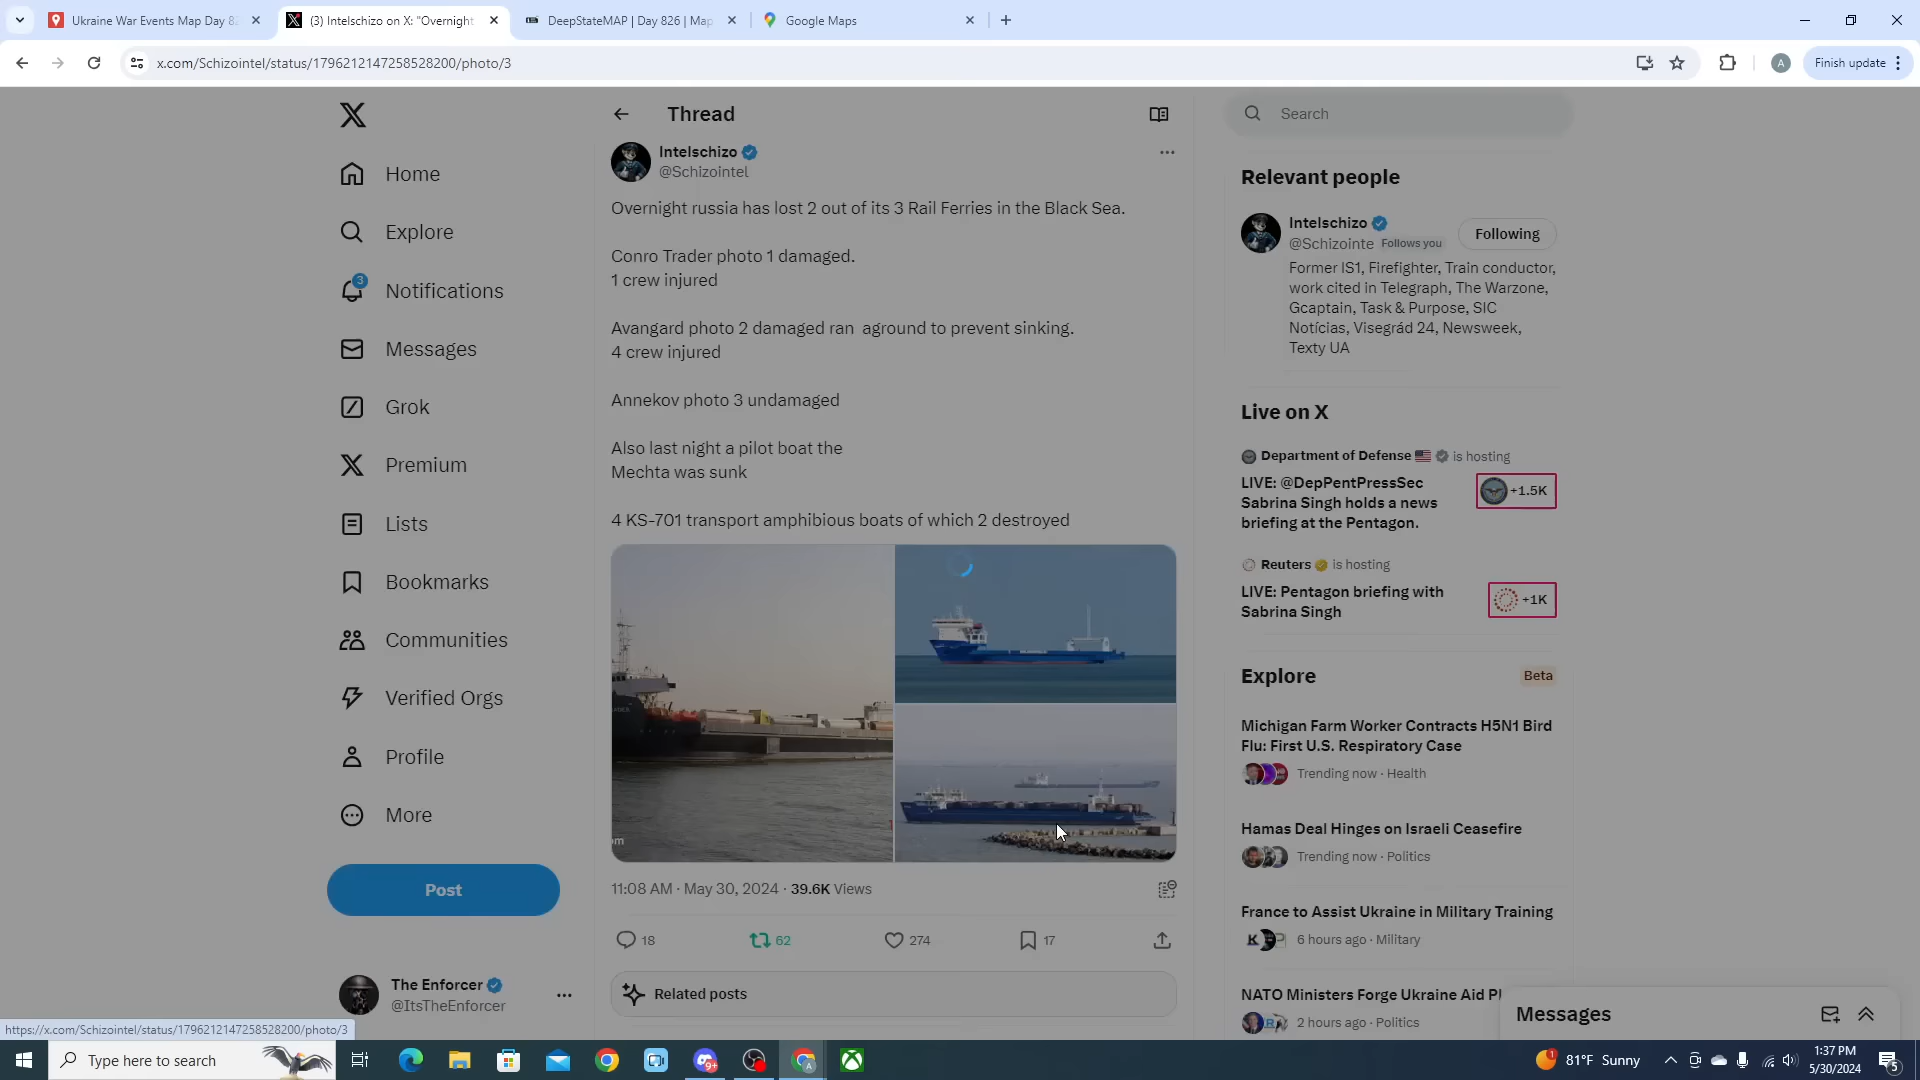 Ukraine War Events Map Day 82
(3) Intelschizo on X: "Overnight
DeepStateMAP | Day 826 | Map
Google Maps
x.com/Schizointel/status/1796212147258528200/photo/3
A
Finish update
Home
Explore
3
Notifications
Messages
Grok
Premium
Lists
Bookmarks
Communities
Verified Orgs
Profile
More
Post
The Enforcer
@ItsTheEnforcer
Thread
Intelschizo
@Schizointel
Overnight russia has lost 2 out of its 3 Rail Ferries in the Black Sea.
Conro Trader photo 1 damaged.
1 crew injured
Avangard photo 2 damaged ran  aground to prevent sinking.
4 crew injured
Annekov photo 3 undamaged
Also last night a pilot boat the
Mechta was sunk
4 KS-701 transport amphibious boats of which 2 destroyed
om
11:08 AM · May 30, 2024 · 39.6K Views
18
62
274
17
Related posts
Search
Relevant people
Intelschizo
@Schizointe
Follows you
Following
Former IS1, Firefighter, Train conductor,
work cited in Telegraph, The Warzone,
Gcaptain, Task & Purpose, SIC
Notícias, Visegrád 24, Newsweek,
Texty UA
Live on X
Department of Defense is hosting
LIVE: @DepPentPressSec
Sabrina Singh holds a news
briefing at the Pentagon.
+1.5K
Reuters is hosting
LIVE: Pentagon briefing with
Sabrina Singh
+1K
Explore
Beta
Michigan Farm Worker Contracts H5N1 Bird
Flu: First U.S. Respiratory Case
Trending now · Health
Hamas Deal Hinges on Israeli Ceasefire
Trending now · Politics
France to Assist Ukraine in Military Training
6 hours ago · Military
NATO Ministers Forge Ukraine Aid Pl
2 hours ago · Politics
Messages
https://x.com/Schizointel/status/1796212147258528200/photo/3
Type here to search
9+
A
1
81°F Sunny
1:37 PM
5/30/2024
5